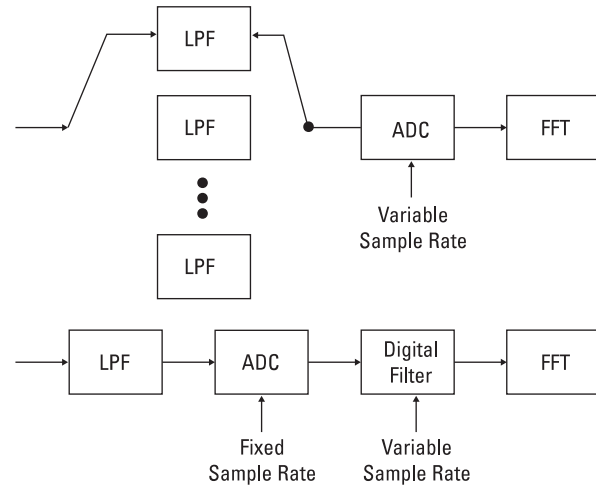 LPF
LPF
ADC
FFT
Variable
Sample Rate
LPF
LPF
ADC
Digital
Filter
FFT
Fixed
Sample Rate
Variable
Sample Rate